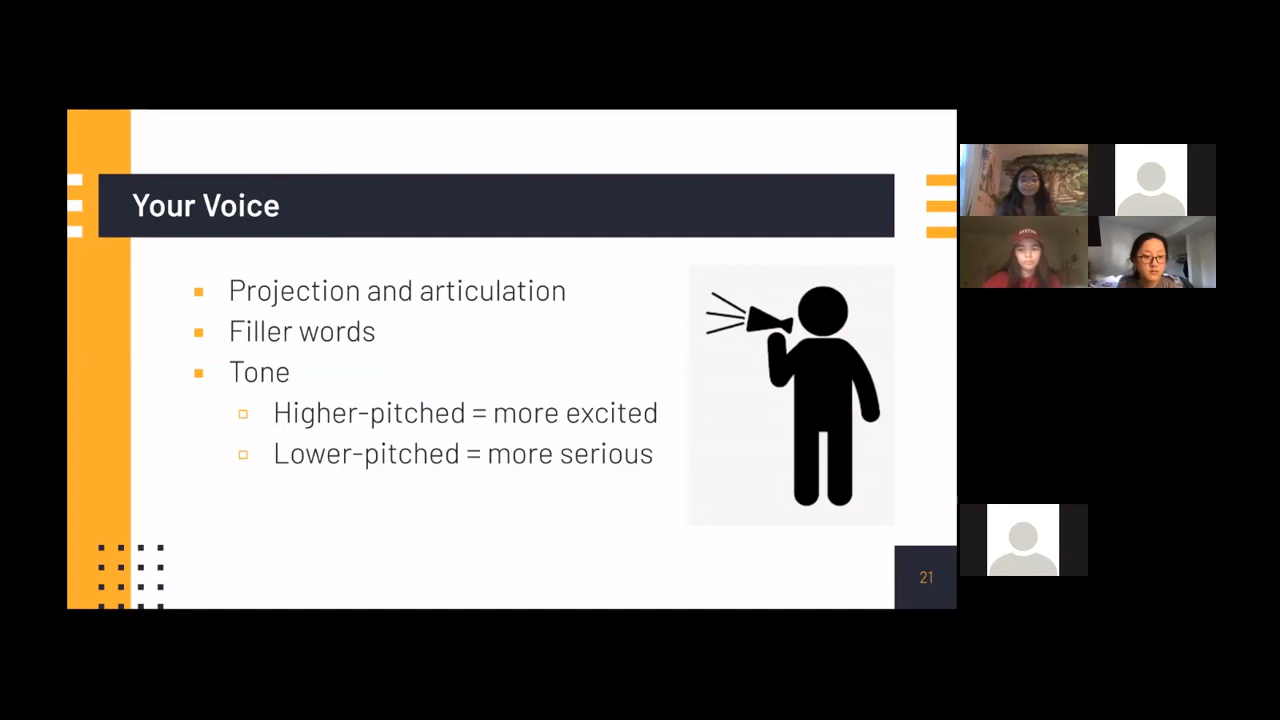 Your Voice
Projection and articulation
Filler words
Tone
Higher-pitched = more excited
Lower-pitched = more serious
21